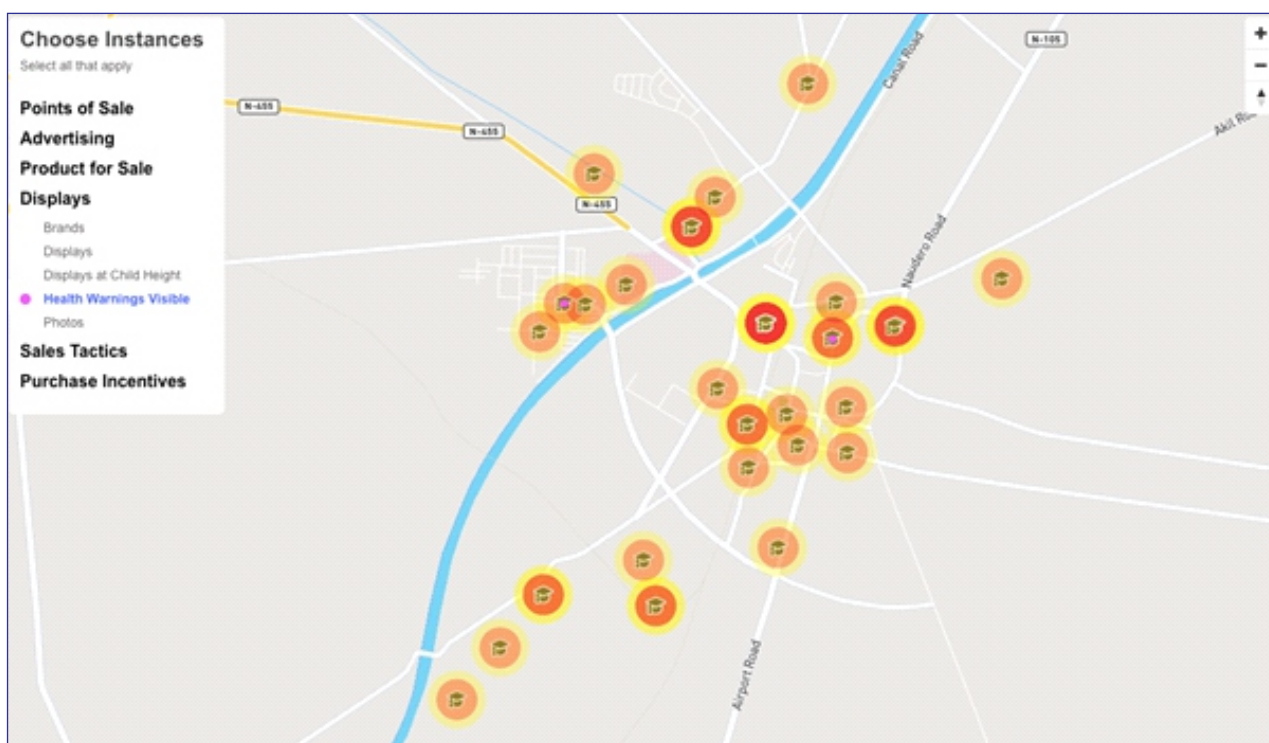 Choose Instances
Select all that apply
Points of Sale
Advertising
Product for Sale
Displays
Brands
Displays
Displays at Child Height
Health Warnings Visible
Photos
Sales Tactics
Purchase Incentives
N-455
N-455
N-455
N-105
Canal Road
Akil
Naudero Road
Airport Road
+
−